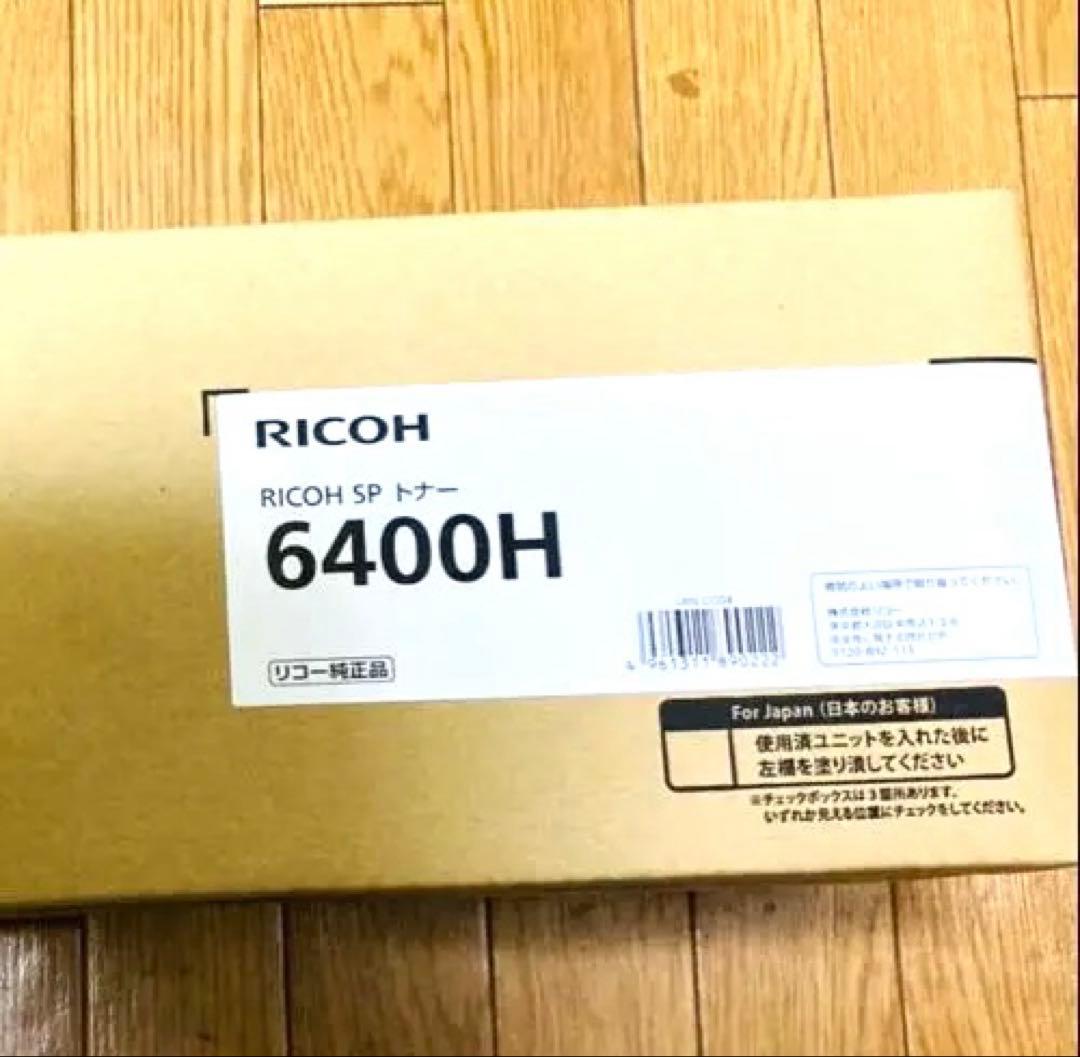 RICOH
RICOH SP トナー
6400H
リコー純正品
4 961311 890222
For Japan (日本のお客様)
使用済ユニットを入れた後に
左欄を塗り潰してください
※チェックボックスは3箇所あります。
いずれか見える位置にチェックをしてください。